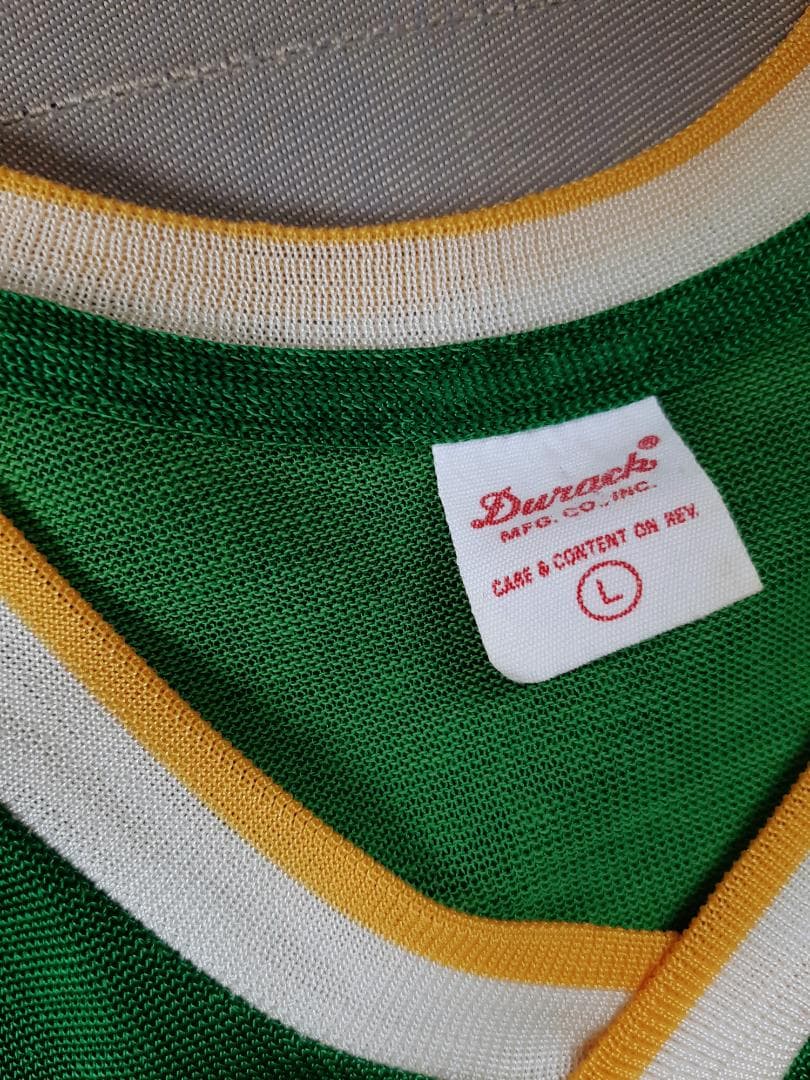 Durack®
MFG. CO., INC.
CARE & CONTENT ON REV.
L